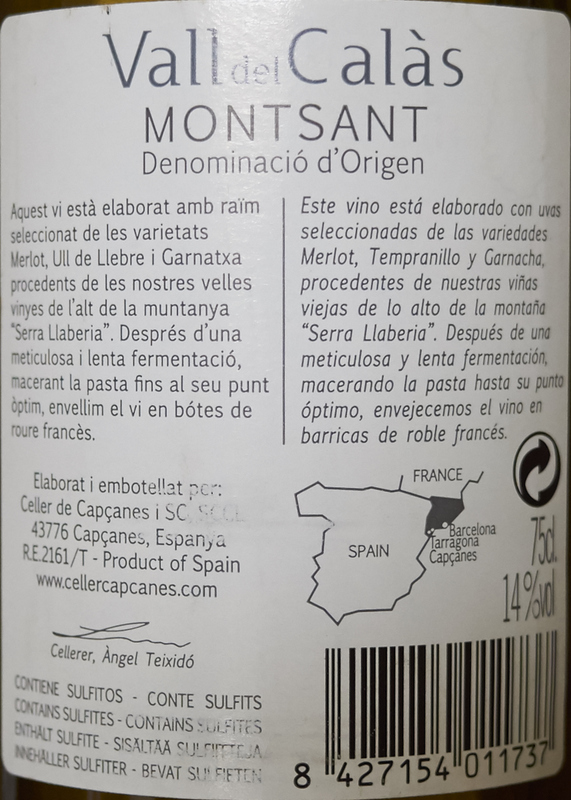 Vall del Calàs
MONTSANT
Denominació d'Origen
Aquest vi està elaborat amb raïm
seleccionat de les varietats
Merlot, Ull de Llebre i Garnatxa
procedents de les nostres velles
vinyes de l'alt de la muntanya
"Serra Llaberia". Després d'una
meticulosa i lenta fermentació,
macerant la pasta fins al seu punt
òptim, envellim el vi en bótes de
roure francès.
Este vino está elaborado con uvas
seleccionadas de las variedades
Merlot, Tempranillo y Garnacha,
procedentes de nuestras viñas
viejas de lo alto de la montaña
"Serra Llaberia". Después de una
meticulosa y lenta fermentación,
macerando la pasta hasta su punto
óptimo, envejecemos el vino en
barricas de roble francés.
Elaborat i embotellat per:
Celler de Capçanes i SC, SCCL
43776 Capçanes, Espanya
R.E.2161/T - Product of Spain
www.cellercapcanes.com
Cellerer, Àngel Teixidó
CONTIENE SULFITOS - CONTE SULFITS
CONTAINS SULFITES - CONTAINS SULFITES
ENTHÄLT SULFITE - SISÄLTÄÄ SULFIITTEJA
INNEHÅLLER SULFITER - BEVAT SULFIETEN
FRANCE
SPAIN
Barcelona
Tarragona
Capçanes
75cl.
14%vol
8 427154 011737